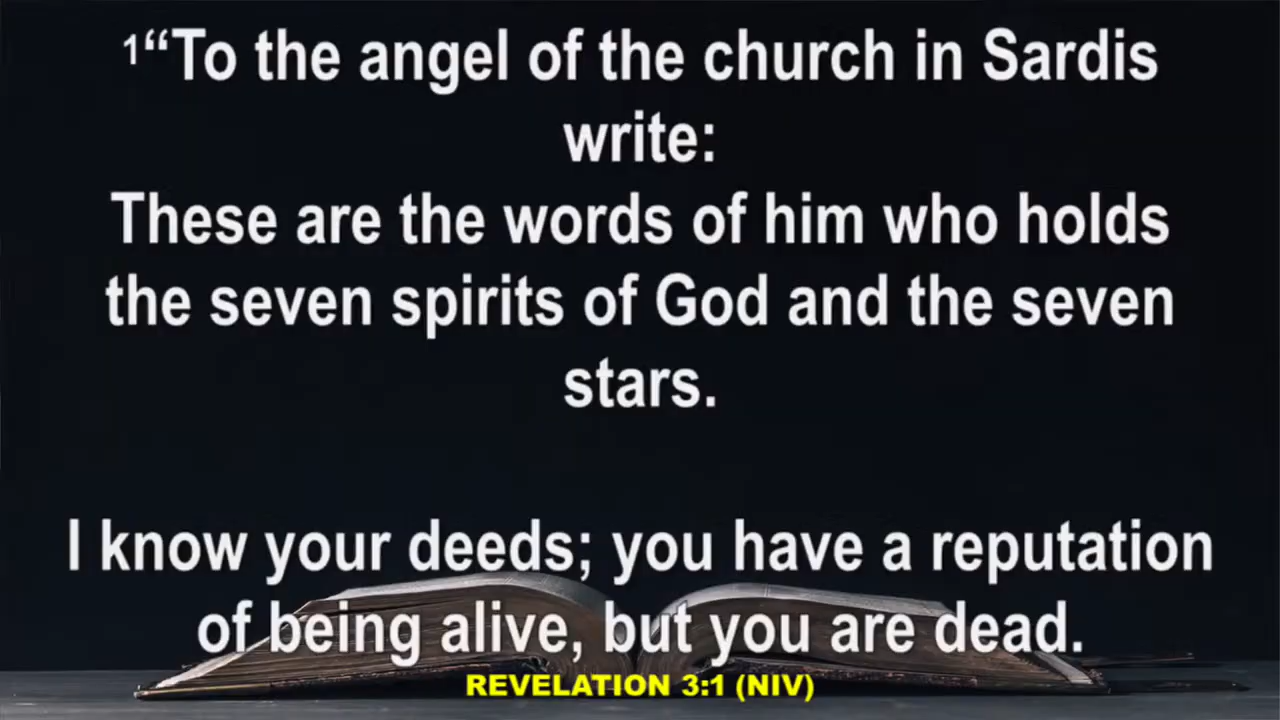 1“To the angel of the church in Sardis
write:
These are the words of him who holds
the seven spirits of God and the seven
stars.
I know your deeds; you have a reputation
of being alive, but you are dead.
REVELATION 3:1 (NIV)